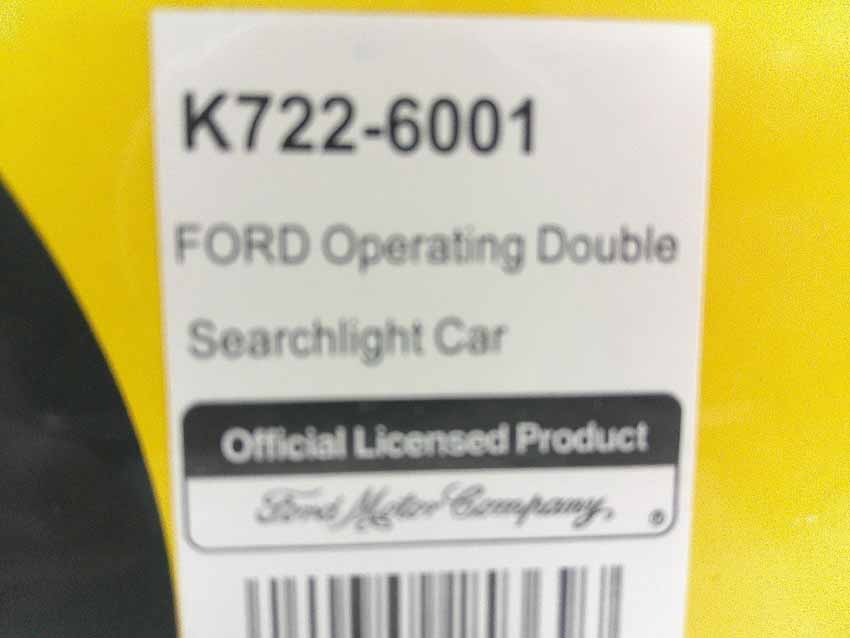 K722-6001
FORD Operating Double
Searchlight Car
Official Licensed Product
Ford Motor Company,
®